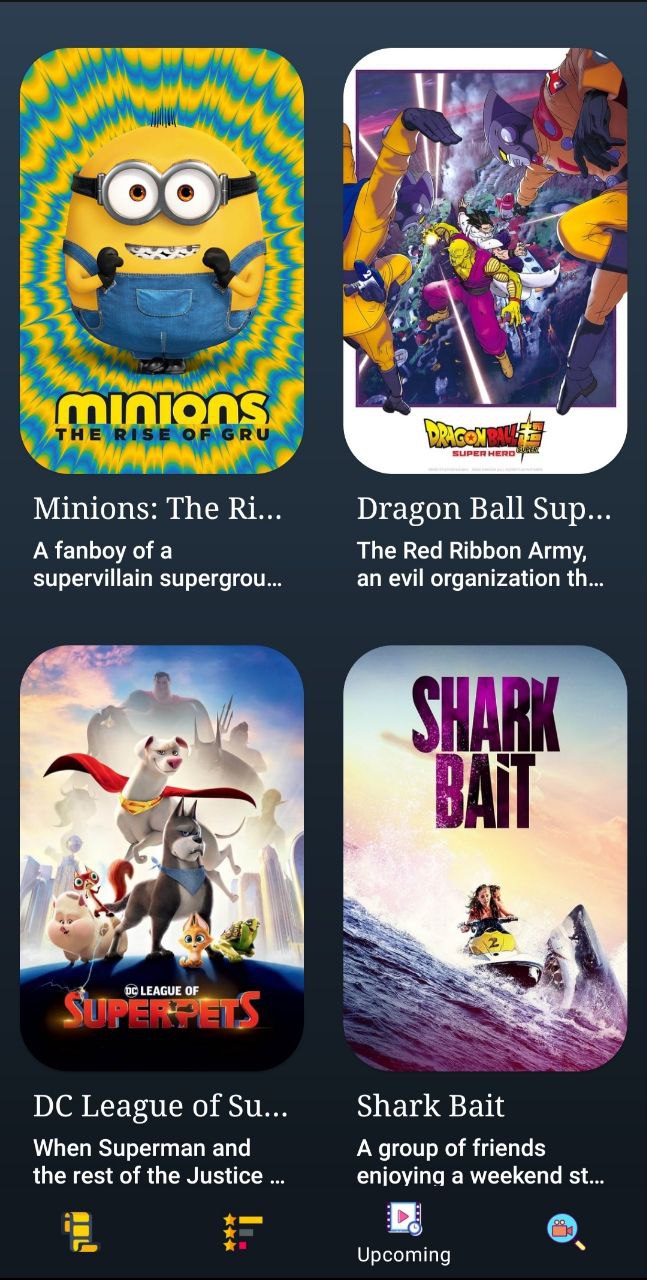 MINIONS
THE RISE OF GRU
DRAGON BALL SUPER 超
SUPER HERO
Minions: The Ri...
A fanboy of a
supervillain supergrou...
Dragon Ball Sup...
The Red Ribbon Army,
an evil organization th...
DC LEAGUE OF
SUPER-PETS
SHARK
BAiT
2
DC League of Su...
When Superman and
the rest of the Justice ...
Shark Bait
A group of friends
enjoying a weekend st...
Upcoming